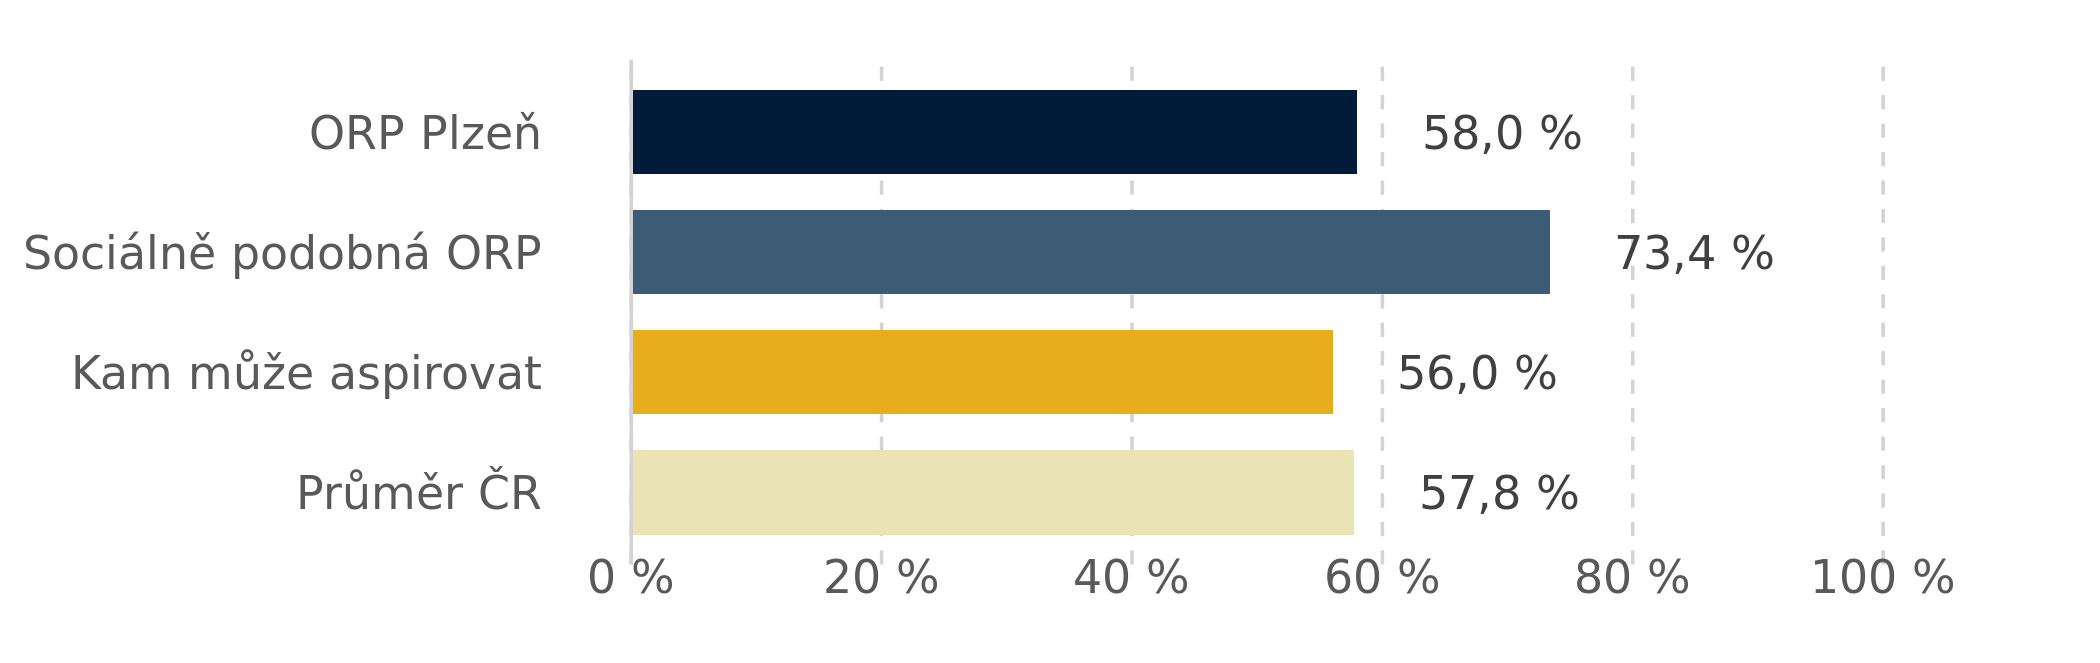 ORP Plzeň 58,0 %
Sociálně podobná ORP 73,4 %
Kam může aspirovat 56,0 %
Průměr ČR 57,8 %
0 % 20 % 40 % 60 % 80 % 100 %